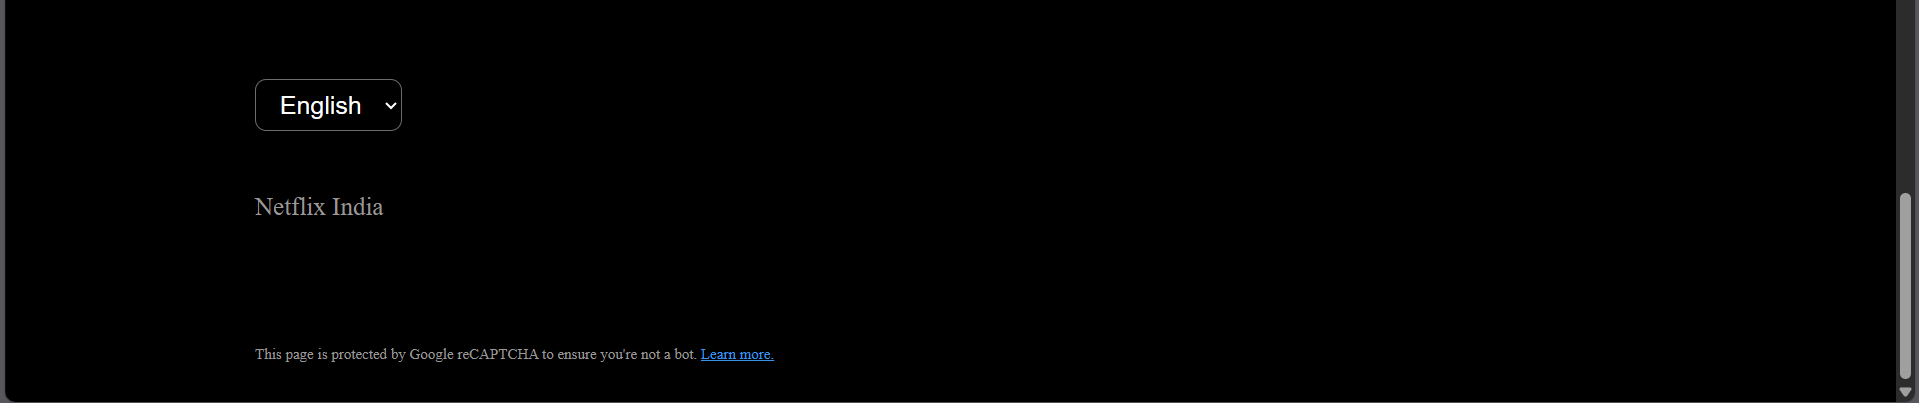 English
Netflix India
This page is protected by Google reCAPTCHA to ensure you're not a bot. Learn more.